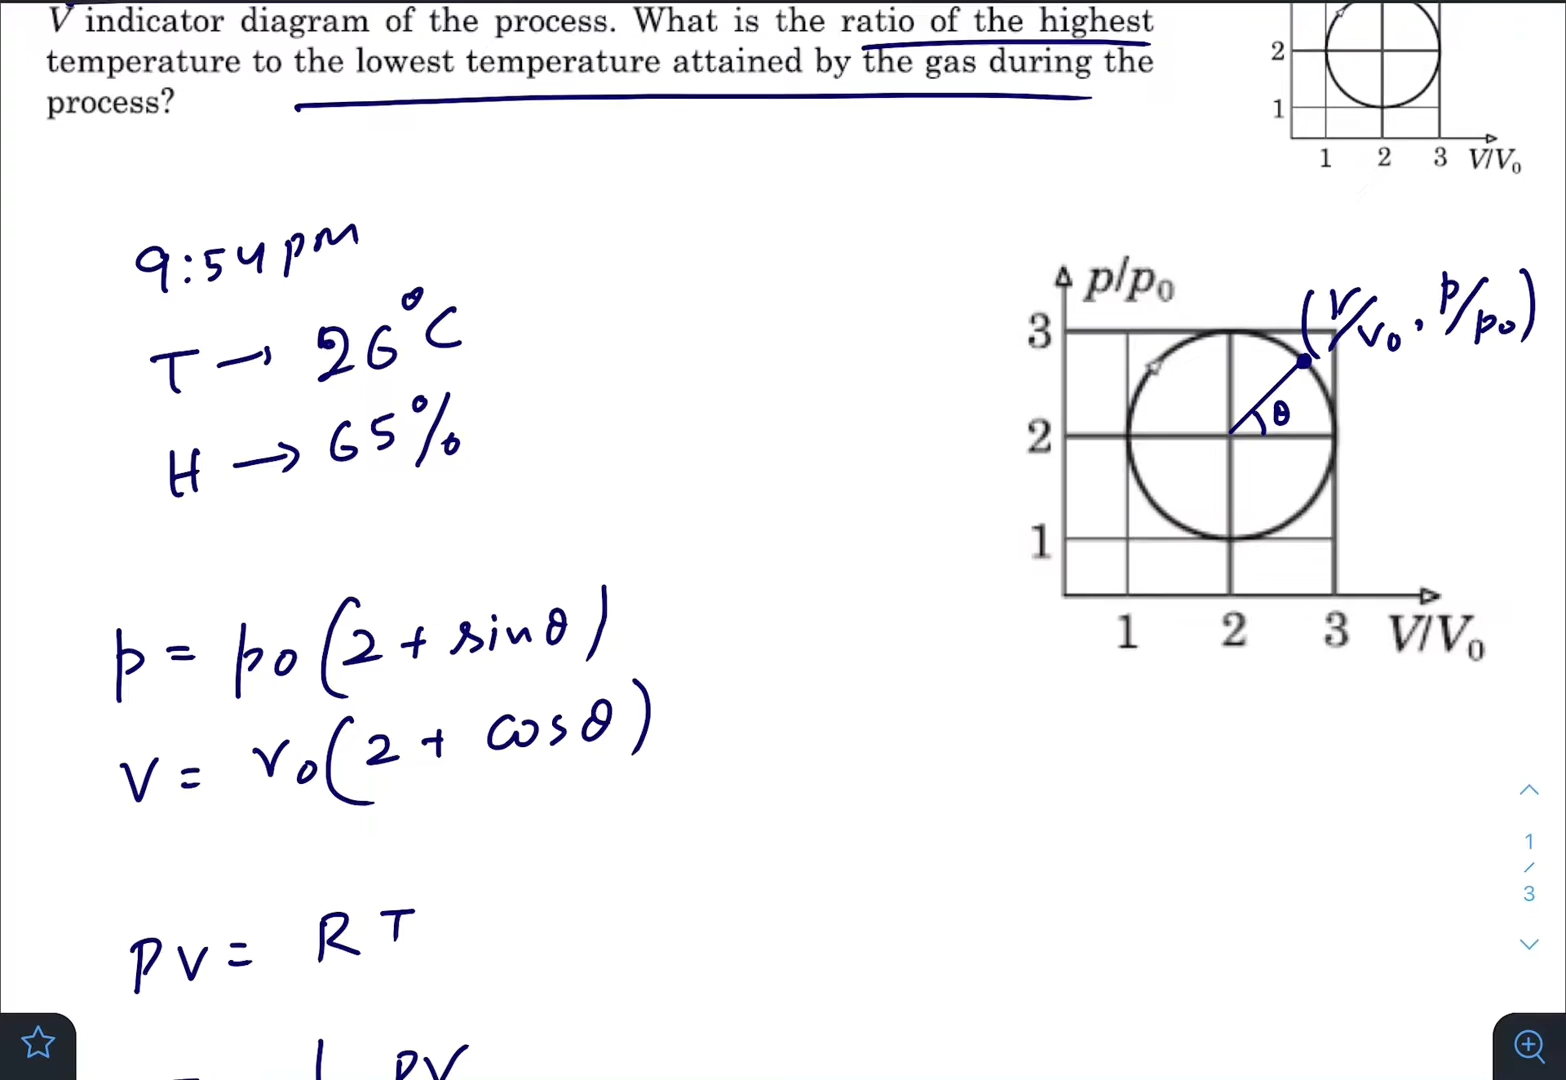 V indicator diagram of the process. What is the ratio of the highest
temperature to the lowest temperature attained by the gas during the
process?
2
1
1 2 3 V/V₀
9:54 pm
T → 26°C
H → 65%
p/p₀
(V/V₀, p/p₀)
3
θ
2
1
1 2 3 V/V₀
p = p₀(2 + sinθ)
V = V₀(2 + cosθ)
PV = RT
1
/
3
PV